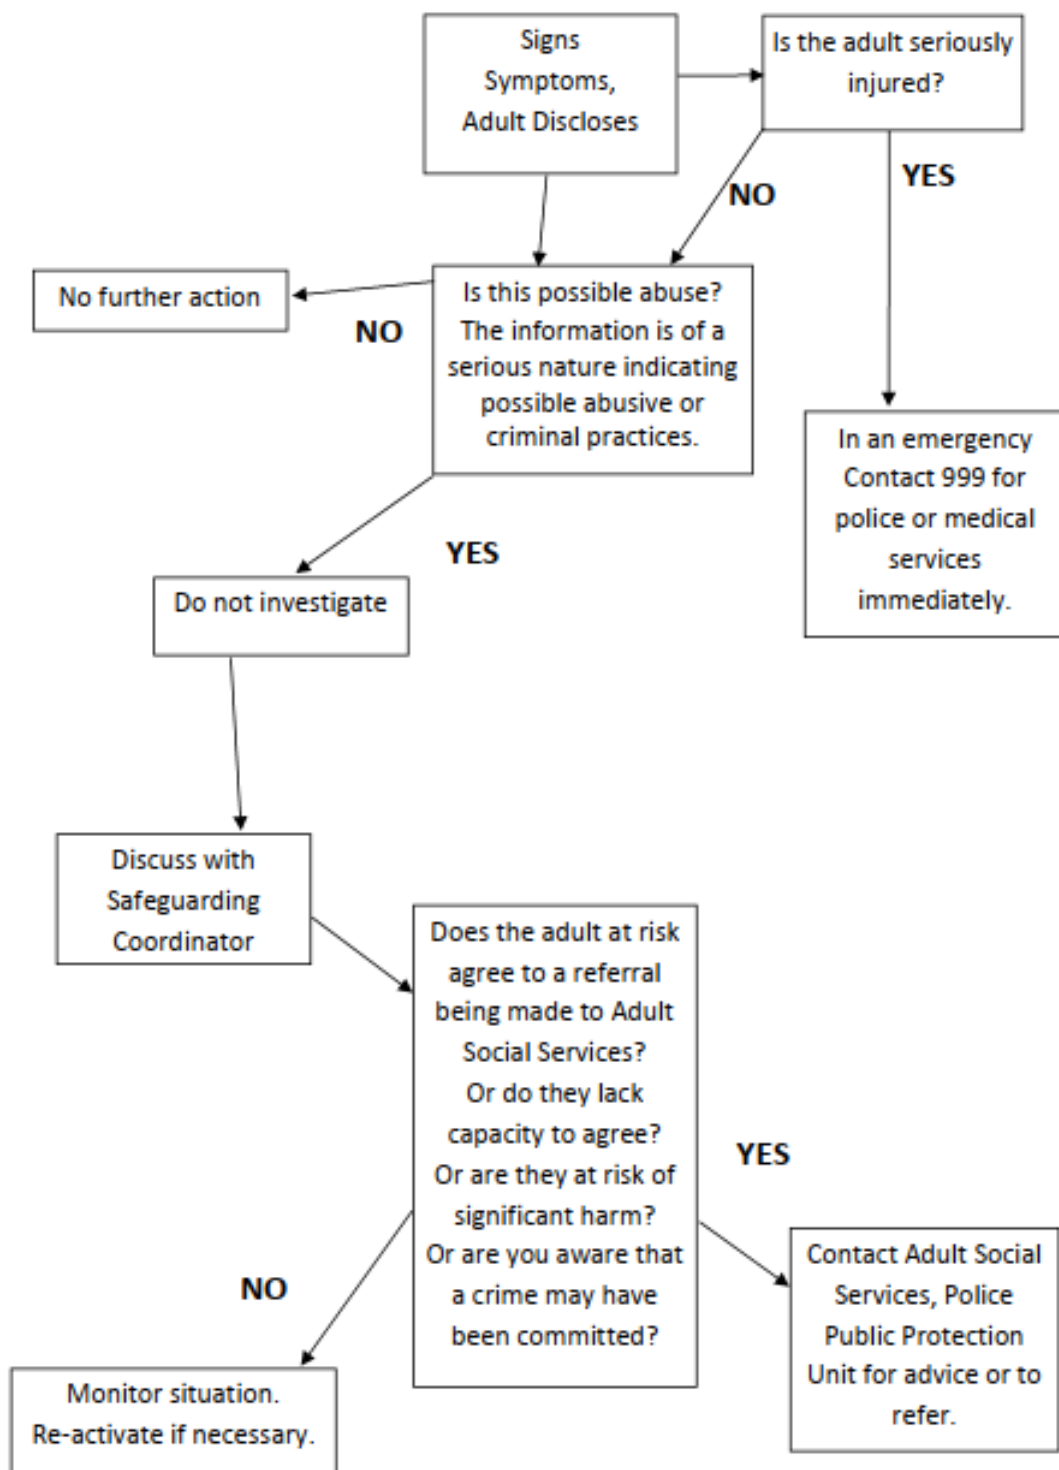 Signs
Symptoms,
Adult Discloses
Is the adult seriously
injured?
NO
YES
No further action
NO
Is this possible abuse?
The information is of a
serious nature indicating
possible abusive or
criminal practices.
In an emergency
Contact 999 for
police or medical
services
immediately.
YES
Do not investigate
Discuss with
Safeguarding
Coordinator
Does the adult at risk
agree to a referral
being made to Adult
Social Services?
Or do they lack
capacity to agree?
Or are they at risk of
significant harm?
Or are you aware that
a crime may have
been committed?
YES
NO
Contact Adult Social
Services, Police
Public Protection
Unit for advice or to
refer.
Monitor situation.
Re-activate if necessary.